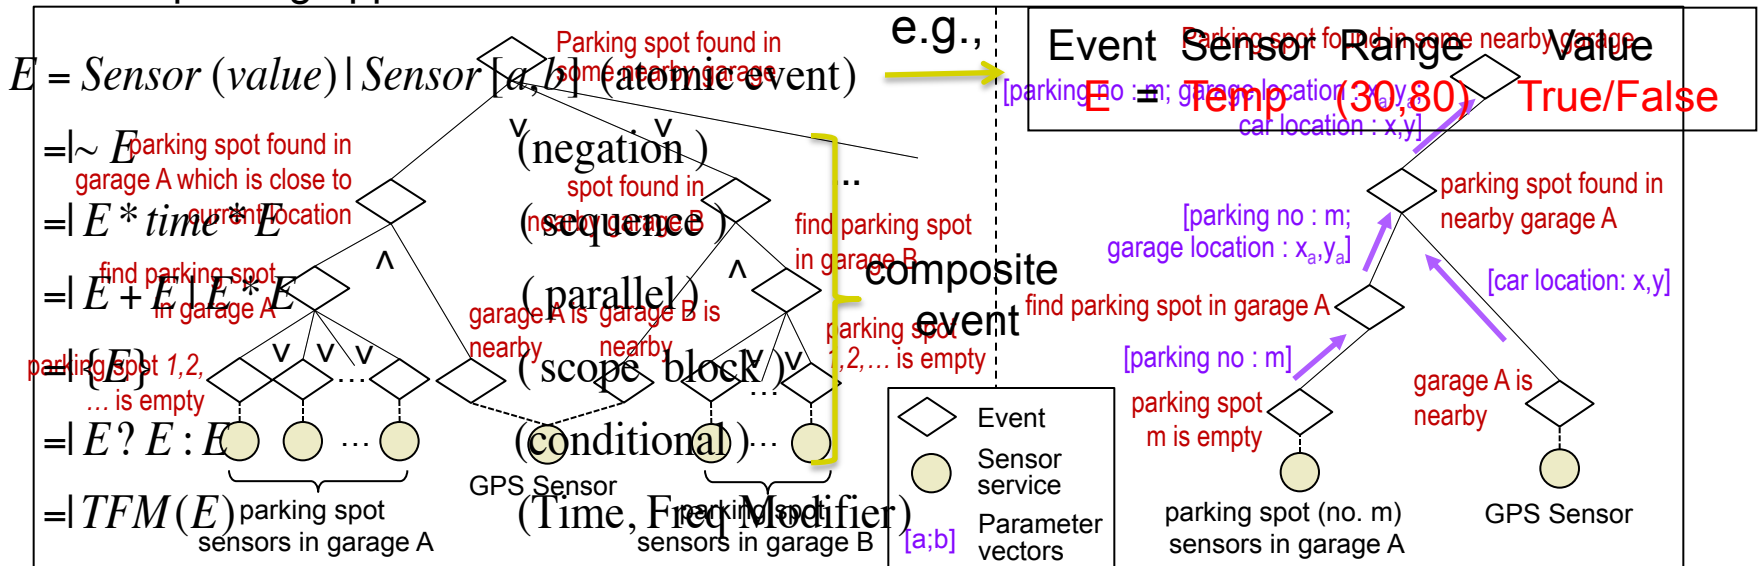 e.g.,
E = Sensor (value) | Sensor [a,b] (atomic event)
=| ~ E (negation)
=| E * time * E (sequence)
=| E + E | E * E (parallel)
=| {E} (scope block)
=| E ? E : E (conditional)
=| TFM (E) (Time, Freq Modifier)
composite
event
Event Sensor Range Value
E = Temp (30,80) True/False
Parking spot found in
some nearby garage
v v
parking spot found in
garage A which is close to
current location
spot found in
nearby garage B
...
find parking spot
in garage A
ʌ
ʌ
find parking spot
in garage B
garage A is
nearby
garage B is
nearby
parking spot 1,2,
... is empty
v v v
...
v v
...
parking spot
1,2,... is empty
...
...
GPS Sensor
parking spot
sensors in garage A
parking spot
sensors in garage B
Event
Sensor
service
[a;b] Parameter
vectors
Parking spot found in some nearby garage
[parking no : m; garage location : xₐ,yₐ;
car location : x,y]
parking spot found in
nearby garage A
[parking no : m;
garage location : xₐ,yₐ]
[car location: x,y]
find parking spot in garage A
[parking no : m]
parking spot
m is empty
garage A is
nearby
parking spot (no. m)
sensors in garage A
GPS Sensor